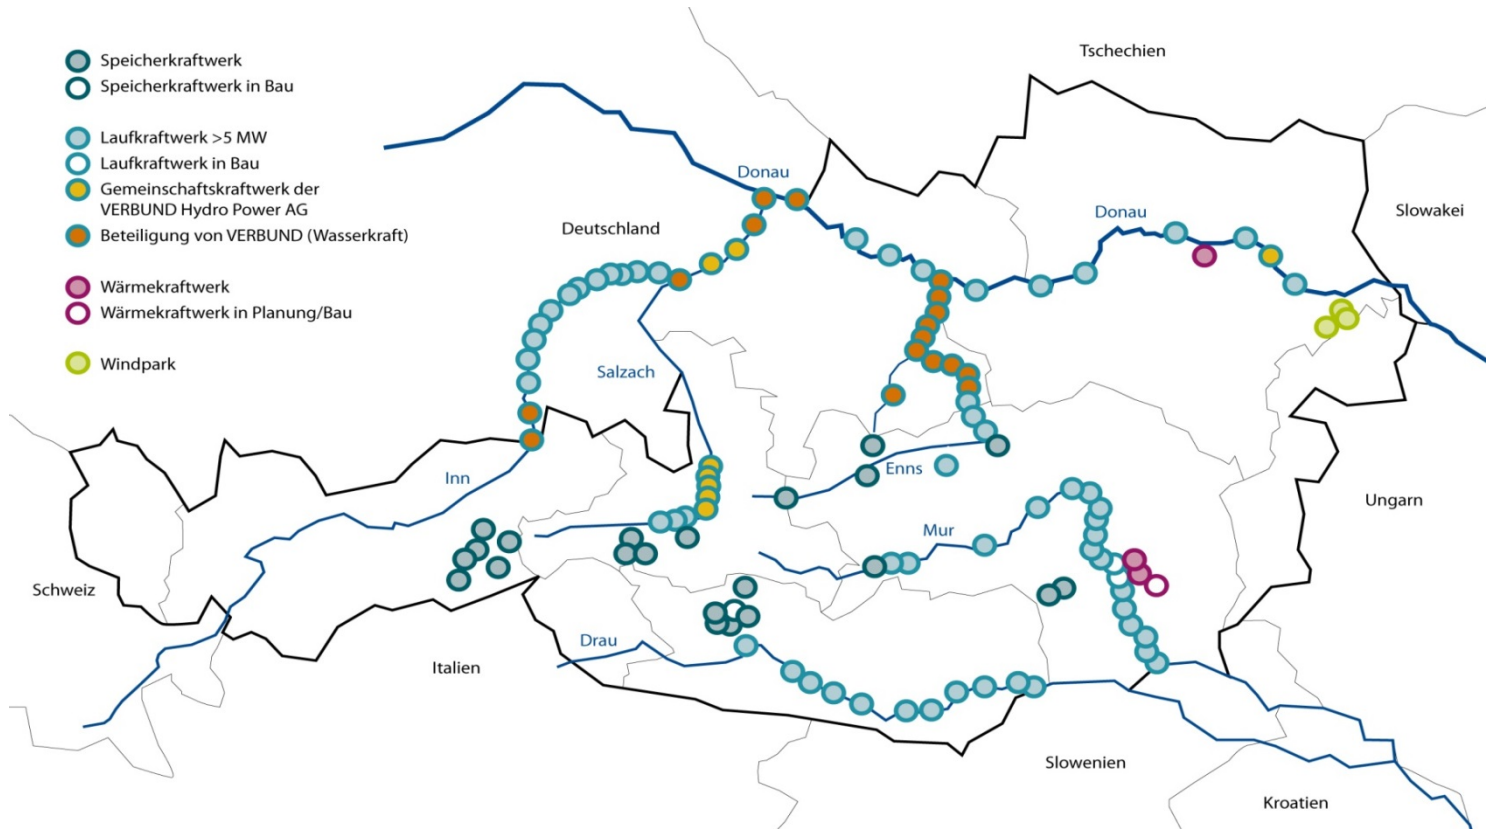 Speicherkraftwerk
Speicherkraftwerk in Bau
Laufkraftwerk >5 MW
Laufkraftwerk in Bau
Gemeinschaftskraftwerk der
VERBUND Hydro Power AG
Beteiligung von VERBUND (Wasserkraft)
Wärmekraftwerk
Wärmekraftwerk in Planung/Bau
Windpark
Tschechien
Donau
Deutschland
Donau
Slowakei
Salzach
Inn
Enns
Ungarn
Mur
Schweiz
Drau
Italien
Slowenien
Kroatien